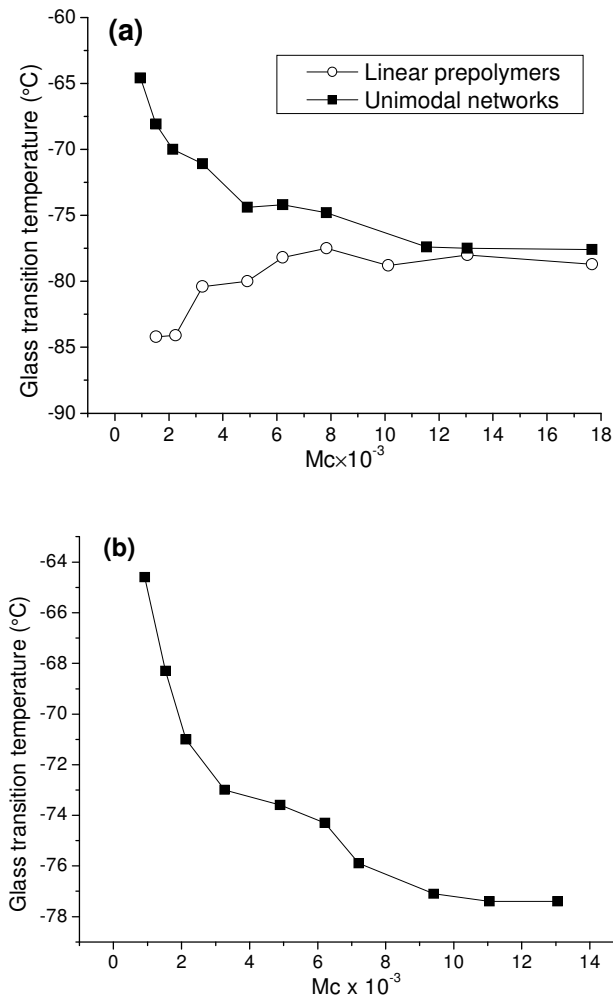 (a)
Linear prepolymers
Unimodal networks
Glass transition temperature (°C)
-60
-65
-70
-75
-80
-85
-90
0 2 4 6 8 10 12 14 16 18
Mc×10⁻³
(b)
Glass transition temperature (°C)
-64
-66
-68
-70
-72
-74
-76
-78
0 2 4 6 8 10 12 14
Mc x 10⁻³